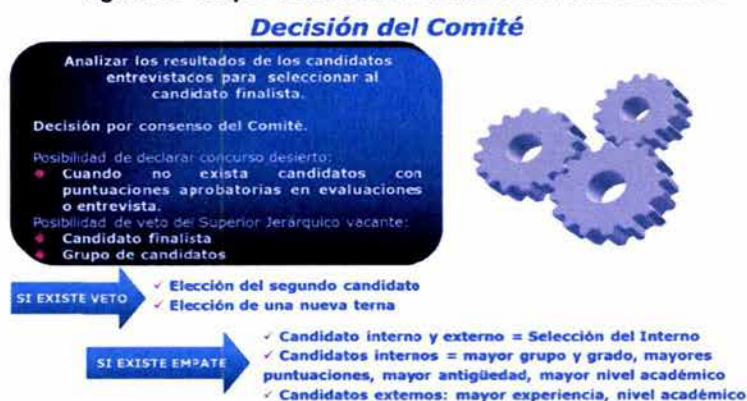 Decisión del Comité
Analizar los resultados de los candidatos
entrevistados para seleccionar al
candidato finalista.
Decisión por consenso del Comité.
Posibilidad de declarar concurso desierto:
Cuando no exista candidatos con
puntuaciones aprobatorias en evaluaciones
o entrevista.
Posibilidad de veto del Superior Jerárquico vacante:
Candidato finalista
Grupo de candidatos
SI EXISTE VETO
✓ Elección del segundo candidato
✓ Elección de una nueva terna
SI EXISTE EMPATE
✓ Candidato interno y externo = Selección del Interno
✓ Candidatos internos = mayor grupo y grado, mayores
puntuaciones, mayor antigüedad, mayor nivel académico
✓ Candidatos externos: mayor experiencia, nivel académico